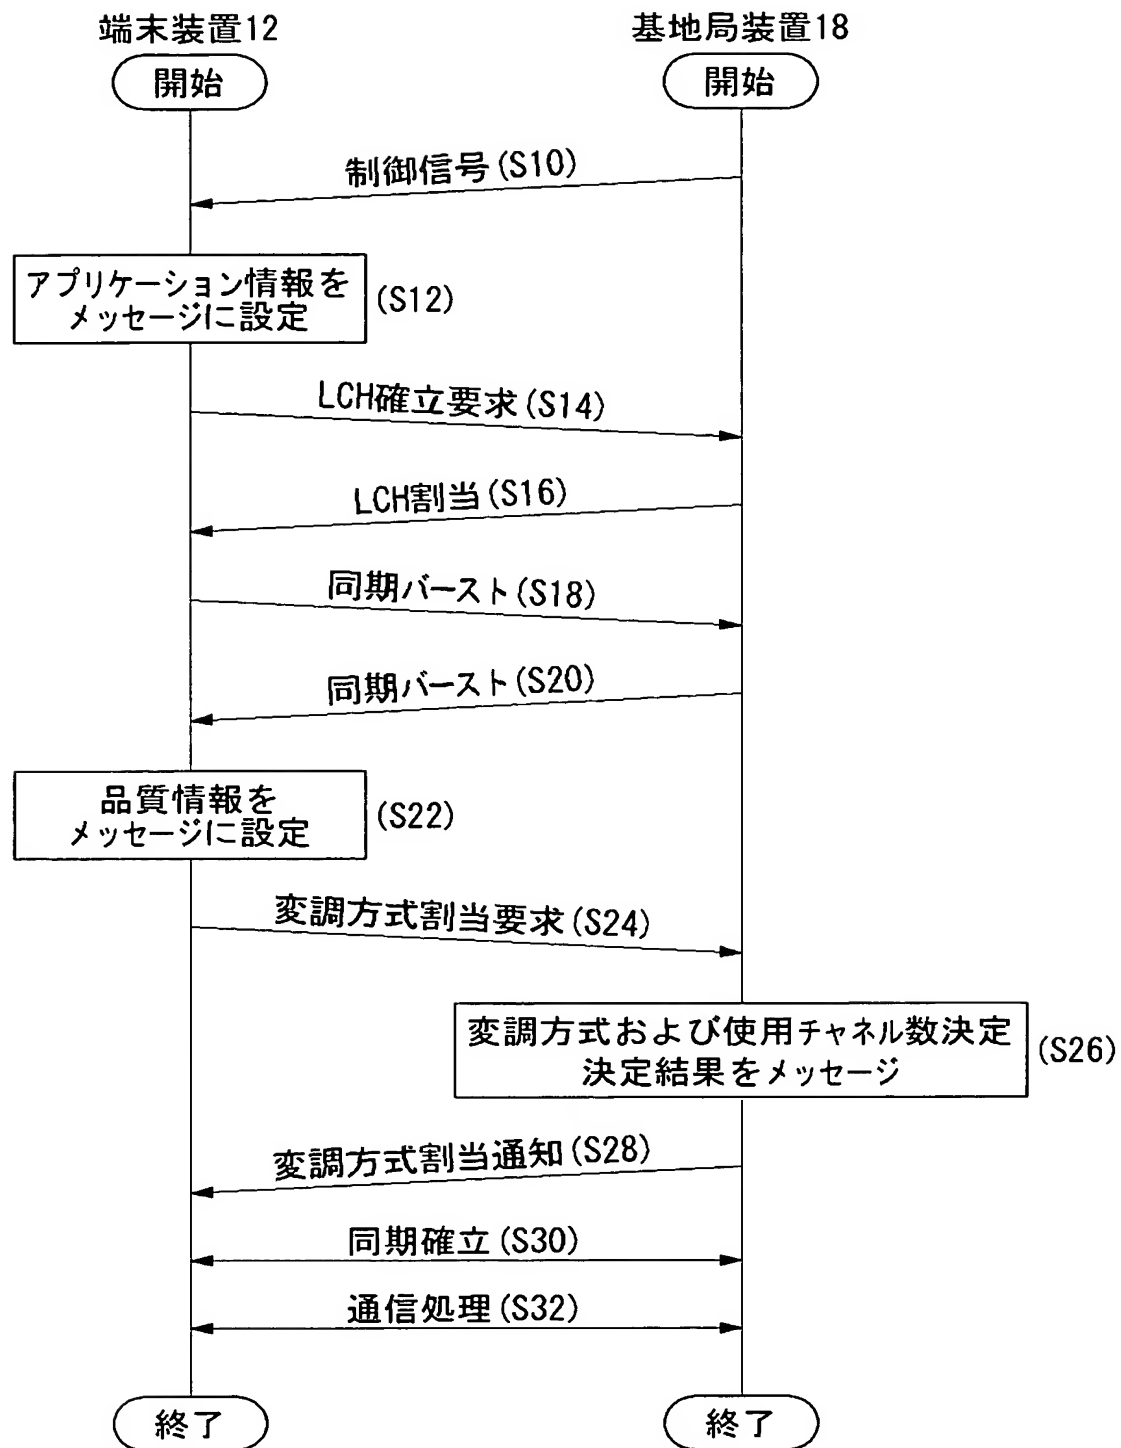 端末装置12
基地局装置18
開始
開始
制御信号(S10)
アプリケーション情報を
メッセージに設定
(S12)
LCH確立要求(S14)
LCH割当(S16)
同期バースト(S18)
同期バースト(S20)
品質情報を
メッセージに設定
(S22)
変調方式割当要求(S24)
変調方式および使用チャネル数決定
決定結果をメッセージ
(S26)
変調方式割当通知(S28)
同期確立(S30)
通信処理(S32)
終了
終了